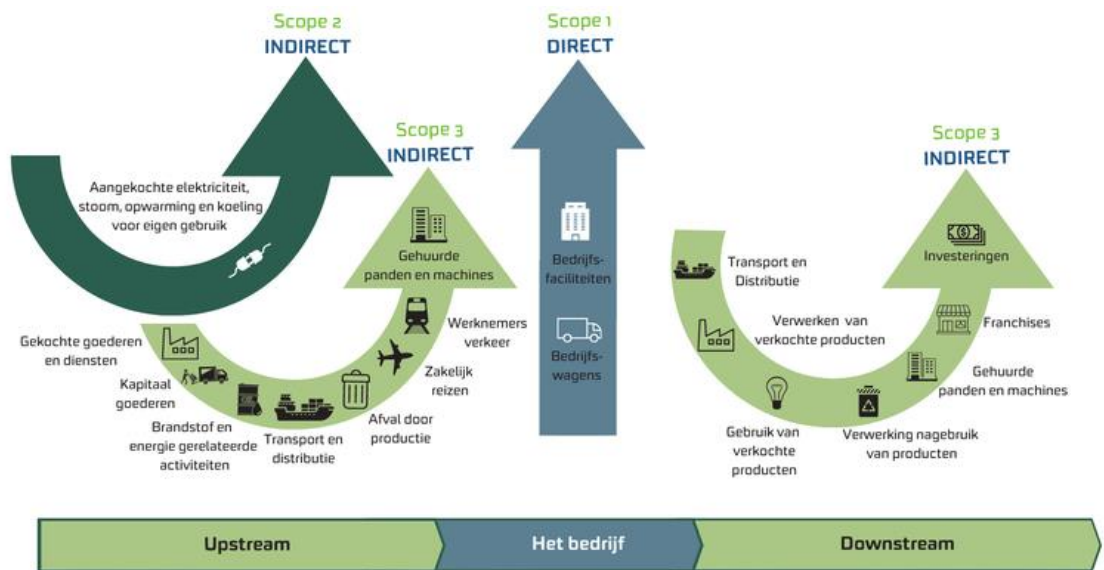 Scope 2
INDIRECT
Aangekochte elektriciteit,
stoom, opwarming en koeling
voor eigen gebruik
Scope 3
INDIRECT
Gehuurde
panden en machines
Gekochte goederen
en diensten
Kapitaal
goederen
Brandstof en
energie gerelateerde
activiteiten
Transport en
distributie
Afval door
productie
Zakelijk
reizen
Werknemers
verkeer
Scope 1
DIRECT
Bedrijfs-
faciliteiten
Bedrijfs-
wagens
Scope 3
INDIRECT
Transport en
Distributie
Verwerken van
verkochte producten
Gebruik van
verkochte
producten
Verwerking nagebruik
van producten
Gehuurde
panden en machines
Franchises
Investeringen
Upstream
Het bedrijf
Downstream